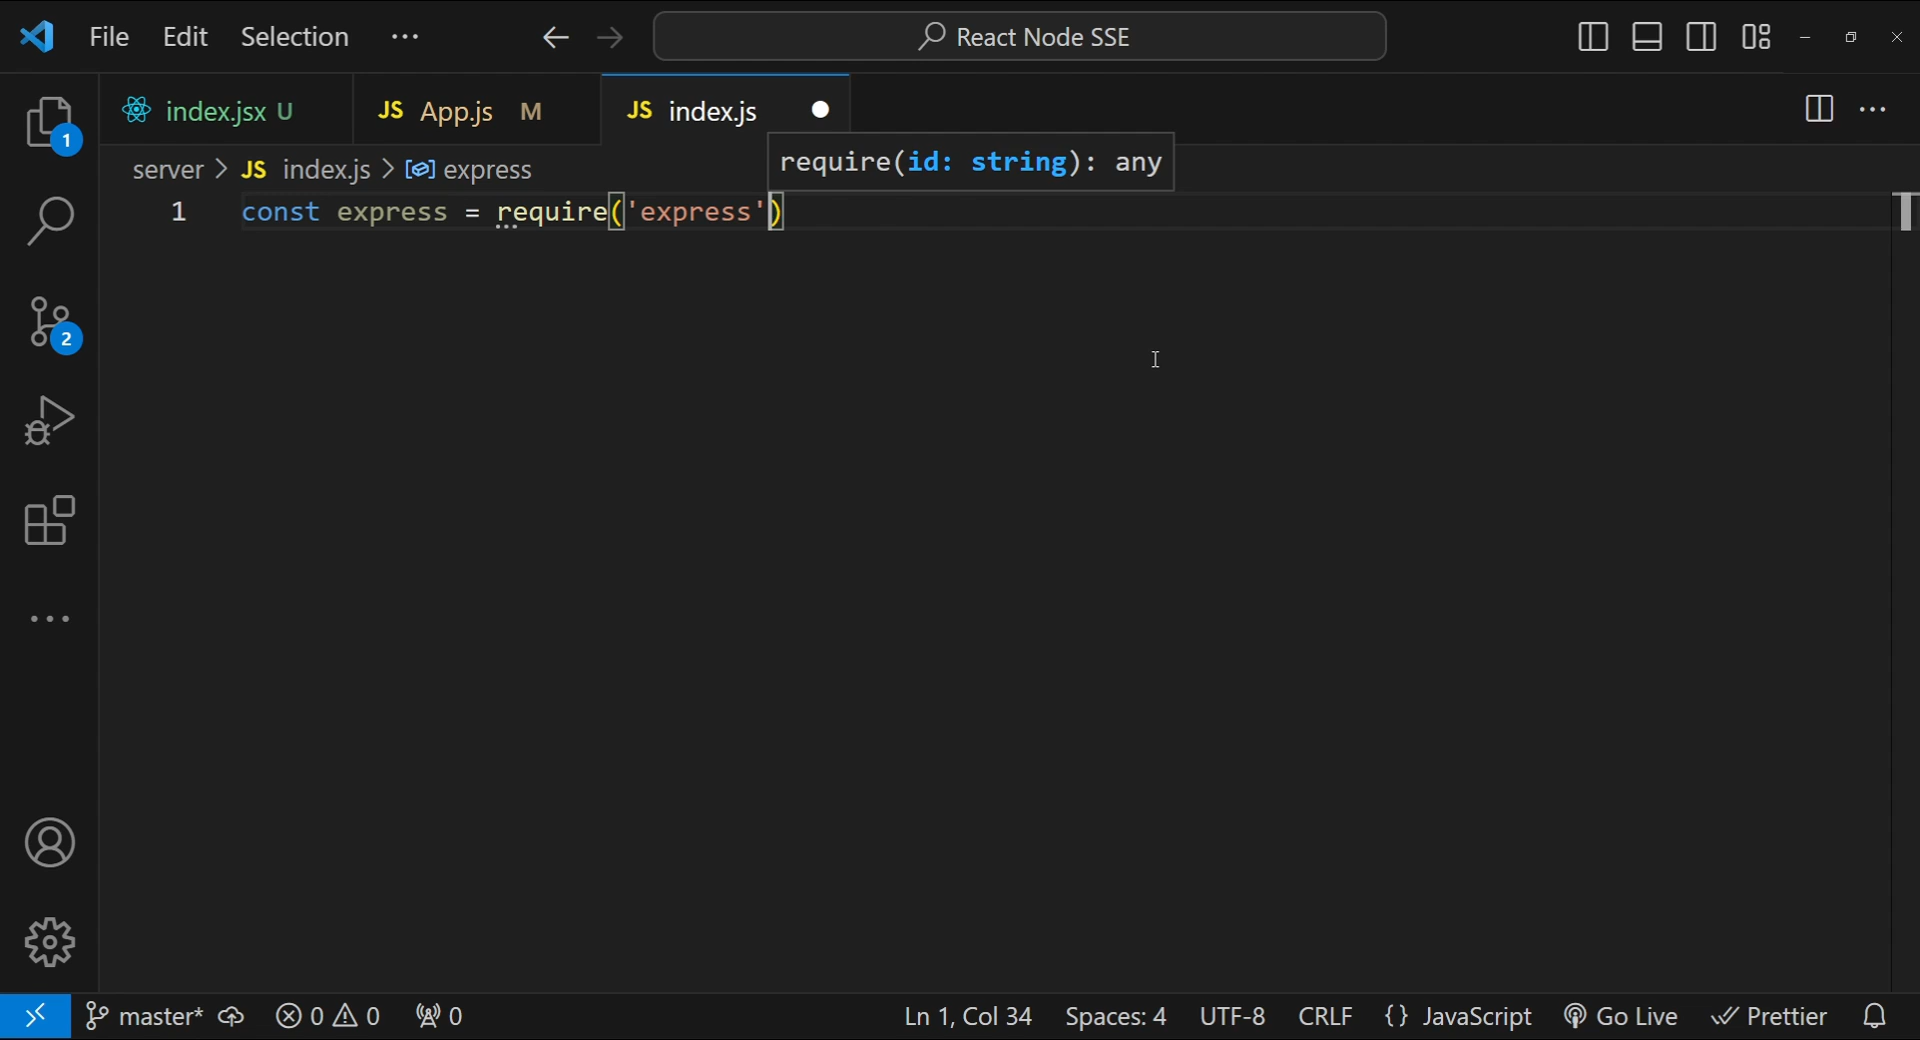 File Edit Selection ··· React Node SSE
index.jsx U JS App.js M JS index.js
require(id: string): any
server > JS index.js > express
1 const express = require('express')
1
2
master* 0 0 0 Ln 1, Col 34 Spaces: 4 UTF-8 CRLF {} JavaScript Go Live Prettier